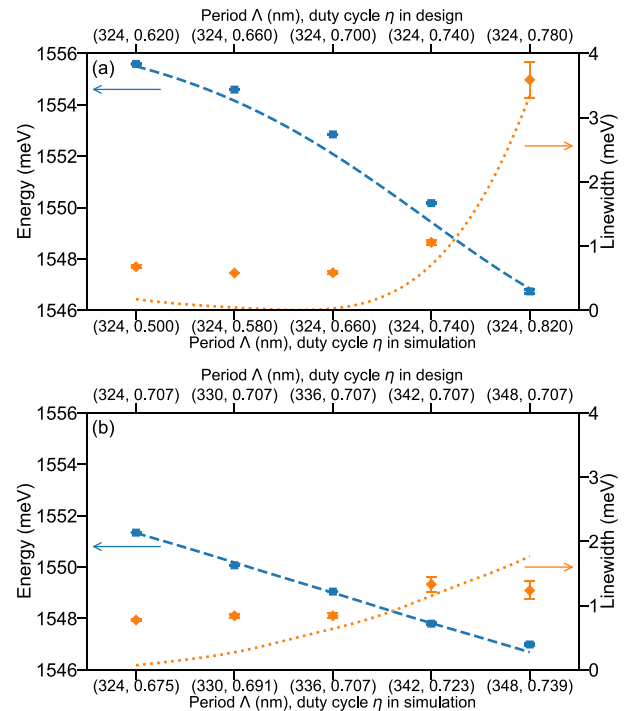 Period Λ (nm), duty cycle η in design
(324, 0.620) (324, 0.660) (324, 0.700) (324, 0.740) (324, 0.780)
(a)
Energy (meV)
1556
1554
1552
1550
1548
1546
4
3
2
1
0
Linewidth (meV)
(324, 0.500) (324, 0.580) (324, 0.660) (324, 0.740) (324, 0.820)
Period Λ (nm), duty cycle η in simulation
Period Λ (nm), duty cycle η in design
(324, 0.707) (330, 0.707) (336, 0.707) (342, 0.707) (348, 0.707)
(b)
Energy (meV)
1556
1554
1552
1550
1548
1546
4
3
2
1
0
Linewidth (meV)
(324, 0.675) (330, 0.691) (336, 0.707) (342, 0.723) (348, 0.739)
Period Λ (nm), duty cycle η in simulation